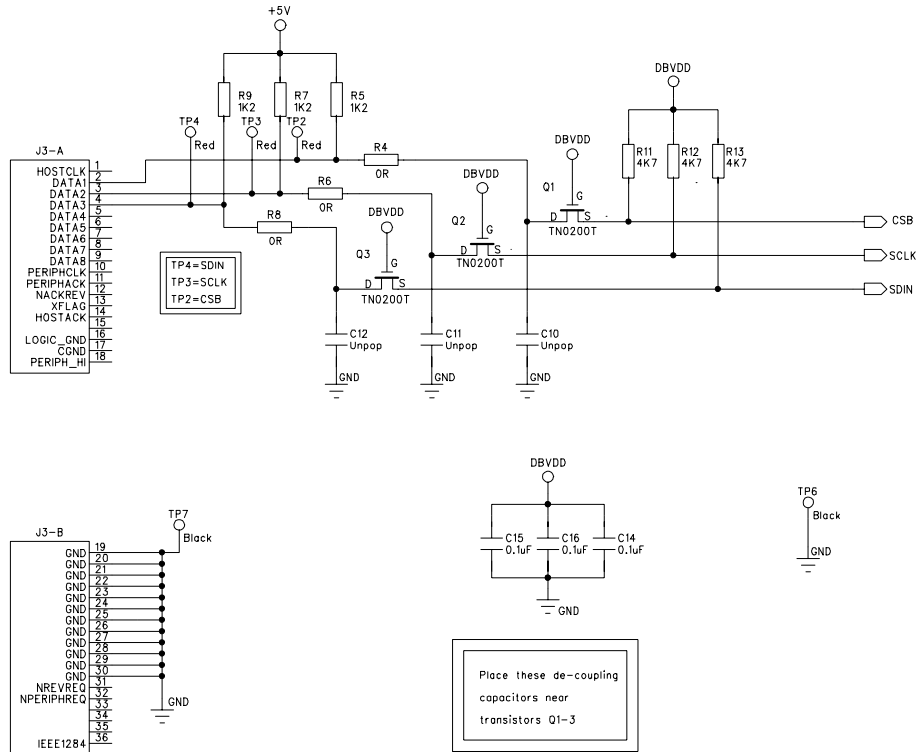 +5V
R9
1K2
R7
1K2
R5
1K2
TP4
Red
TP3
Red
TP2
Red
DBVDD
R11
4K7
R12
4K7
R13
4K7
J3-A
HOSTCLK 1
DATA1 2
DATA2 3
DATA3 4
DATA4 5
DATA5 6
DATA6 7
DATA7 8
DATA8 9
PERIPHCLK 10
PERIPHACK 11
NACKREV 12
XFLAG 13
HOSTACK 14
15
LOGIC_GND 16
CGND 17
PERIPH_HI 18
R4
0R
R6
0R
R8
0R
DBVDD
Q1
G
D S
TN0200T
DBVDD
Q2
G
D S
TN0200T
DBVDD
Q3
G
D S
TN0200T
CSB
SCLK
SDIN
TP4=SDIN
TP3=SCLK
TP2=CSB
C12
Unpop
C11
Unpop
C10
Unpop
GND
GND
GND
J3-B
GND 19
GND 20
GND 21
GND 22
GND 23
GND 24
GND 25
GND 26
GND 27
GND 28
GND 29
GND 30
NREVREQ 31
NPERIPHREQ 32
33
34
35
IEEE1284 36
TP7
Black
GND
DBVDD
C15
0.1uF
C16
0.1uF
C14
0.1uF
GND
TP6
Black
GND
Place these de-coupling
capacitors near
transistors Q1-3